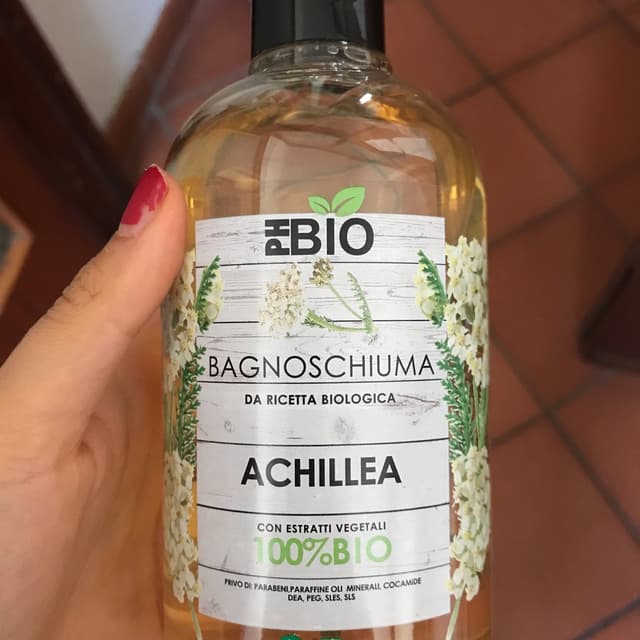 PHBIO
BAGNOSCHIUMA
DA RICETTA BIOLOGICA
ACHILLEA
CON ESTRATTI VEGETALI
100%BIO
PRIVO DI: PARABENI,PARAFFINE OLI MINERALI, COCAMIDE
DEA, PEG, SLES, SLS